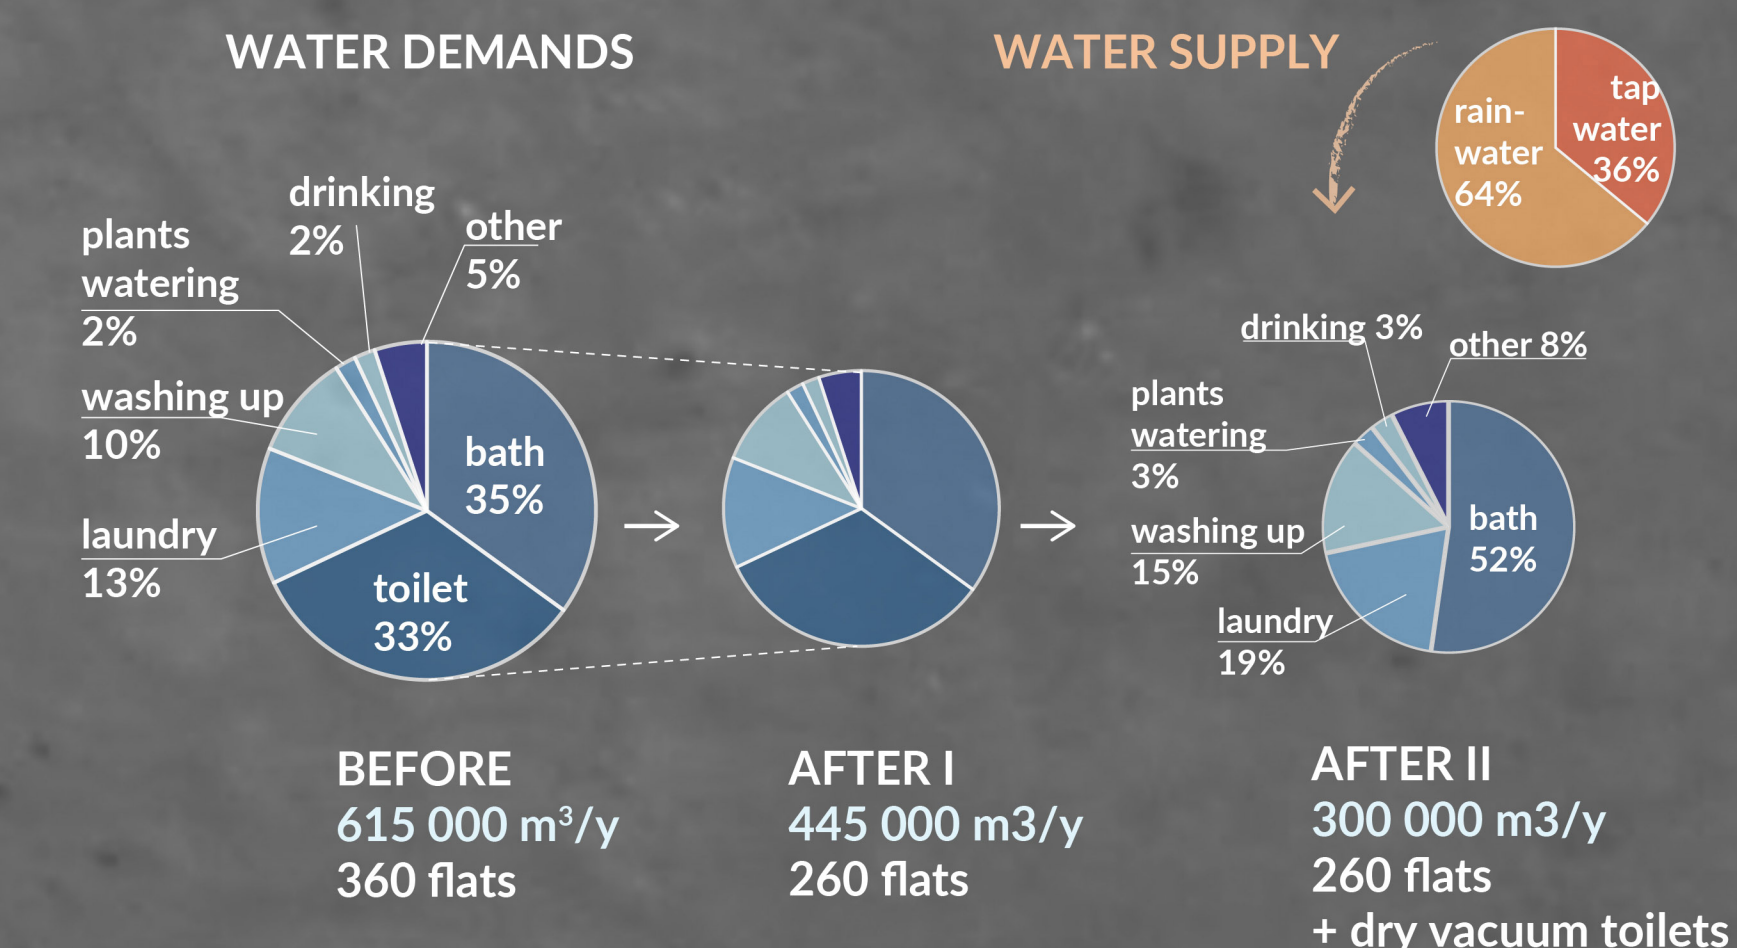 WATER DEMANDS
WATER SUPPLY
rain-
water
64%
tap
water
36%
drinking
2%
other
5%
plants
watering
2%
washing up
10%
laundry
13%
bath
35%
toilet
33%
drinking 3%
other 8%
plants
watering
3%
washing up
15%
laundry
19%
bath
52%
BEFORE
615 000 m³/y
360 flats
AFTER I
445 000 m3/y
260 flats
AFTER II
300 000 m3/y
260 flats
+ dry vacuum toilets